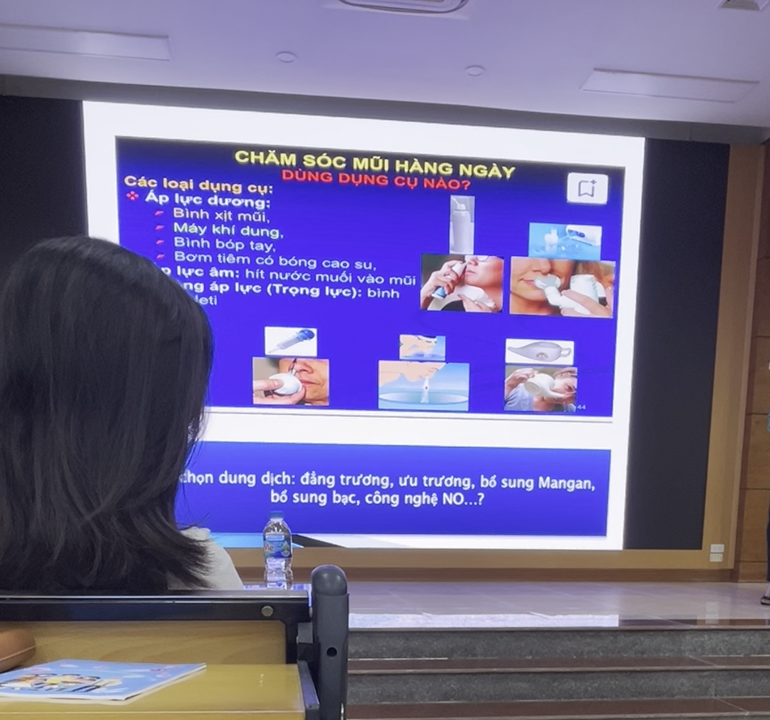 CHĂM SÓC MŨI HÀNG NGÀY
DÙNG DỤNG CỤ NÀO?
Các loại dụng cụ:
Áp lực dương:
Bình xịt mũi,
Máy khí dung,
Bình bóp tay,
Bơm tiêm có bóng cao su,
lực âm: hít nước muối vào mũi
áp lực (Trọng lực): bình
44
chọn dung dịch: đẳng trương, ưu trương, bổ sung Mangan,
bổ sung bạc, công nghệ NO...?